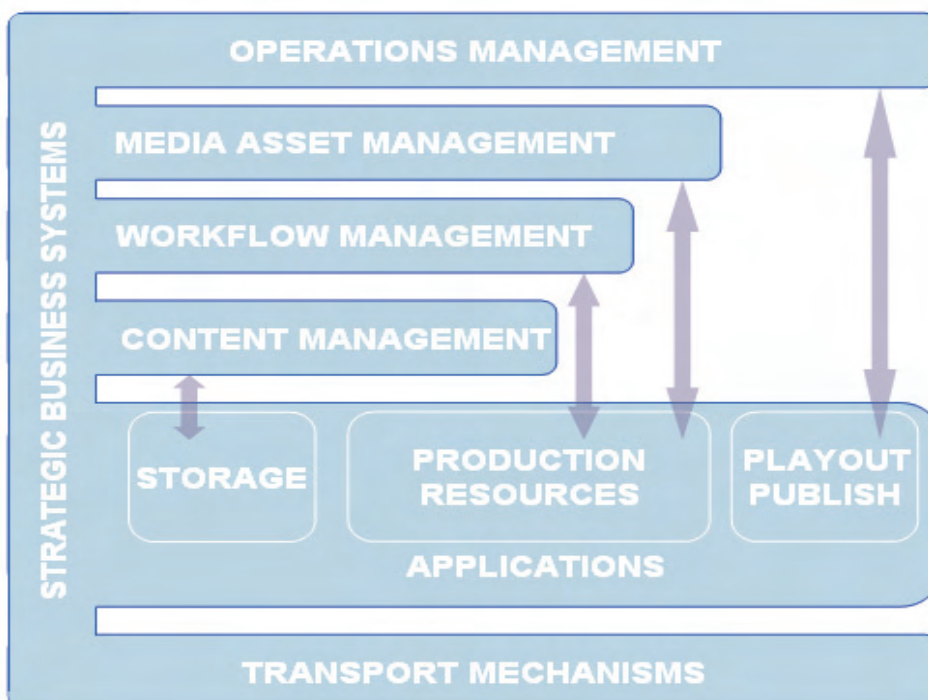 OPERATIONS MANAGEMENT
STRATEGIC BUSINESS SYSTEMS
MEDIA ASSET MANAGEMENT
WORKFLOW MANAGEMENT
CONTENT MANAGEMENT
STORAGE
PRODUCTION
RESOURCES
PLAYOUT
PUBLISH
APPLICATIONS
TRANSPORT MECHANISMS